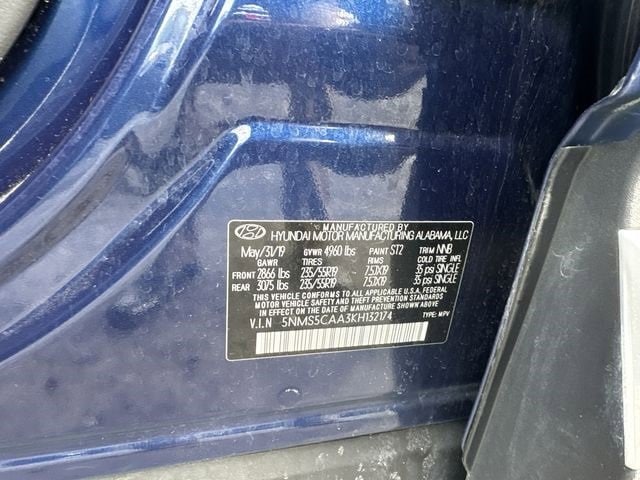 MANUFACTURED BY
HYUNDAI MOTOR MANUFACTURING ALABAMA, LLC
May/31/19 GVWR 4960 lbs PAINT ST2 TRIM NNB
GAWR TIRES RIMS COLD TIRE INFL
FRONT 2866 lbs 235/55R19 7.5JX19 35 psi SINGLE
REAR 3075 lbs 235/55R19 7.5JX19 35 psi SINGLE
THIS VEHICLE CONFORMS TO ALL APPLICABLE U.S.A. FEDERAL
MOTOR VEHICLE SAFETY AND THEFT PREVENTION STANDARDS
IN EFFECT ON THE DATE OF MANUFACTURE SHOWN ABOVE.
V.I.N 5NMS5CAA3KH132174 TYPE: MPV